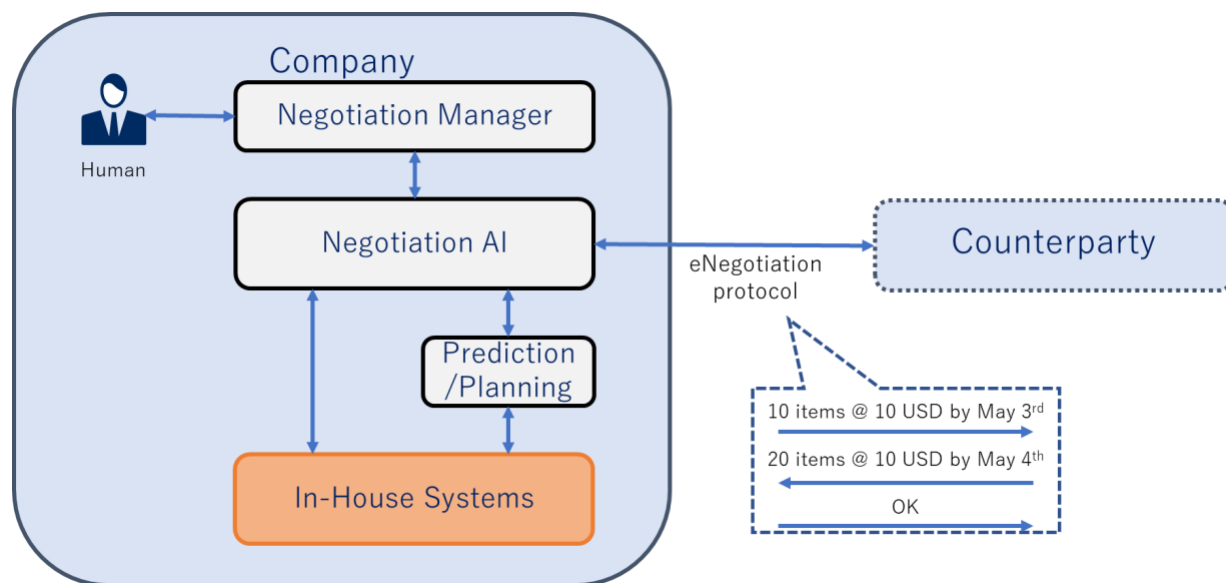 Company
Negotiation Manager
Human
Negotiation AI
Counterparty
eNegotiation
protocol
Prediction
/Planning
10 items @ 10 USD by May 3rd
20 items @ 10 USD by May 4th
OK
In-House Systems